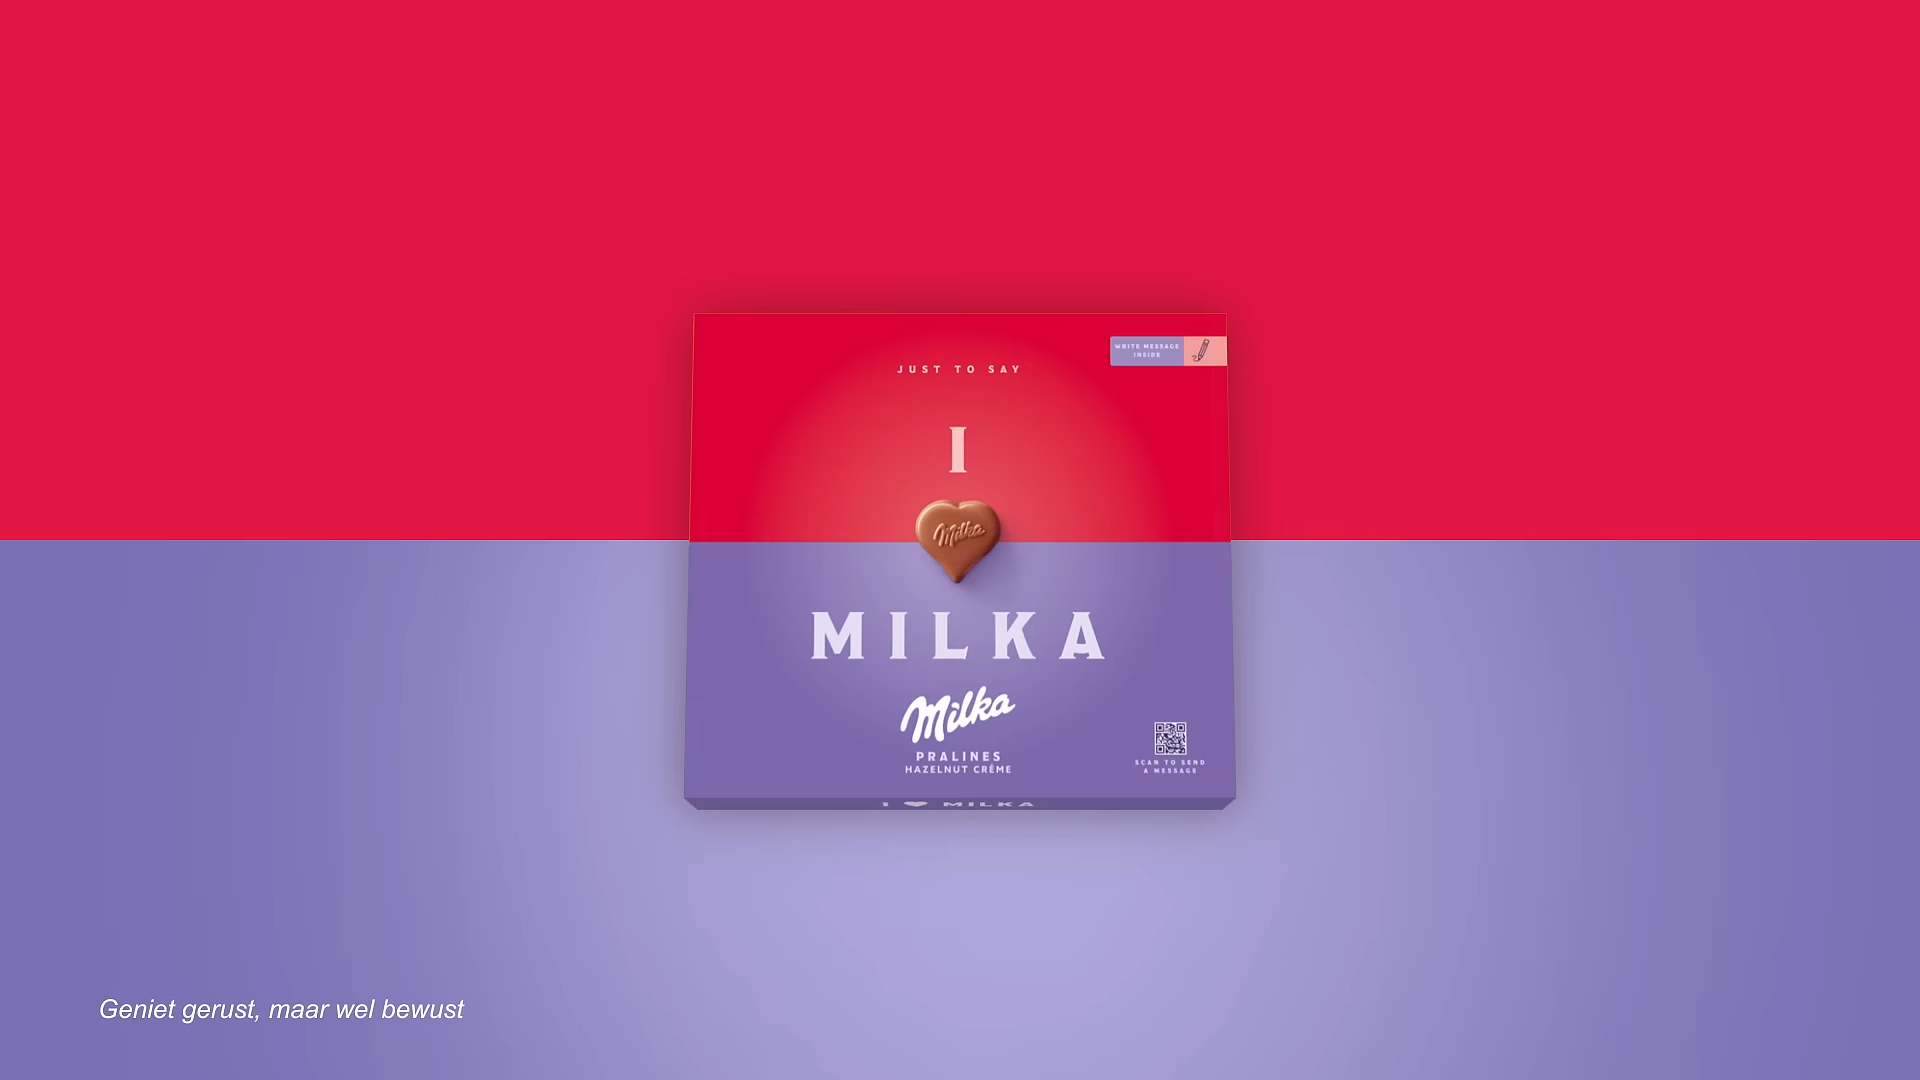 WRITE MESSAGE
INSIDE
JUST TO SAY
I
Milka
MILKA
Milka
PRALINES
HAZELNUT CRÈME
SCAN TO SEND
A MESSAGE
I MILKA
Geniet gerust, maar wel bewust